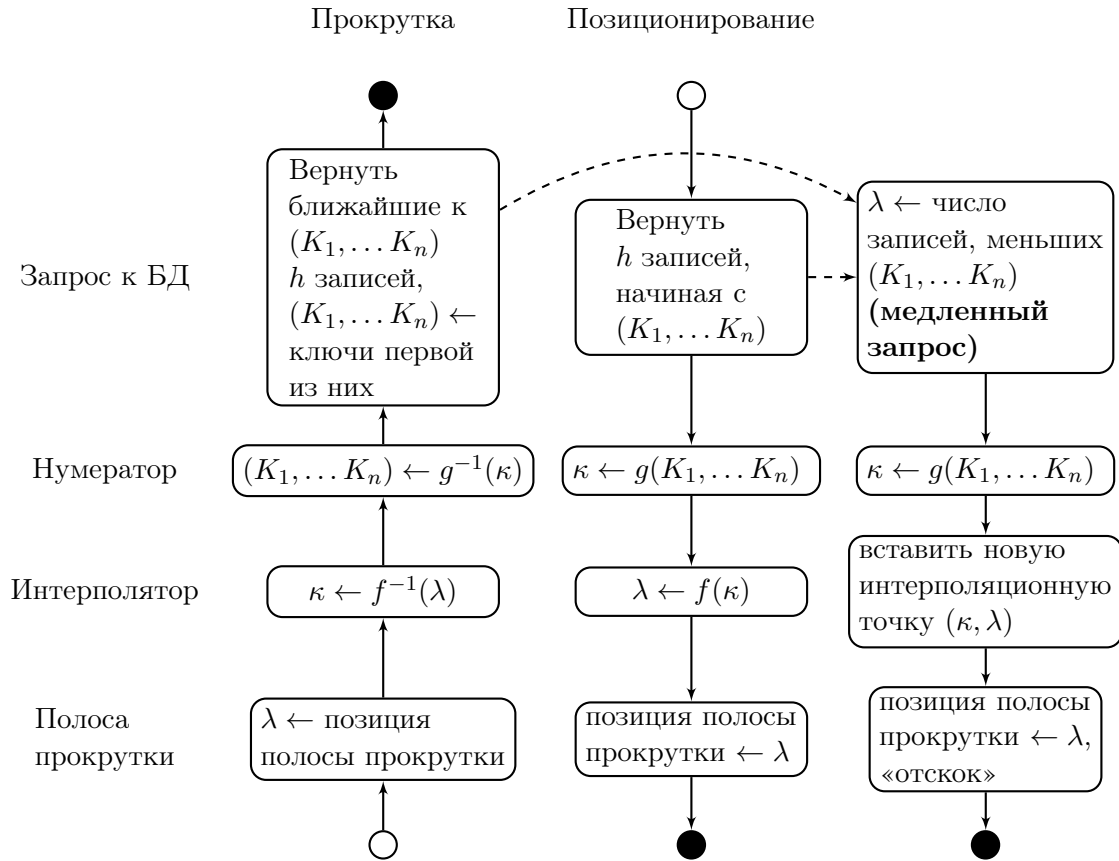 Прокрутка
Позиционирование
Запрос к БД
Вернуть
ближайшие к
(K₁, … Kₙ)
h записей,
(K₁, … Kₙ) ←
ключи первой
из них
Вернуть
h записей,
начиная с
(K₁, … Kₙ)
λ ← число
записей, меньших
(K₁, … Kₙ)
(медленный
запрос)
Нумератор
(K₁, … Kₙ) ← g⁻¹(κ)
κ ← g(K₁, … Kₙ)
κ ← g(K₁, … Kₙ)
Интерполятор
κ ← f⁻¹(λ)
λ ← f(κ)
вставить новую
интерполяционную
точку (κ, λ)
Полоса
прокрутки
λ ← позиция
полосы прокрутки
позиция полосы
прокрутки ← λ
позиция полосы
прокрутки ← λ,
«отскок»